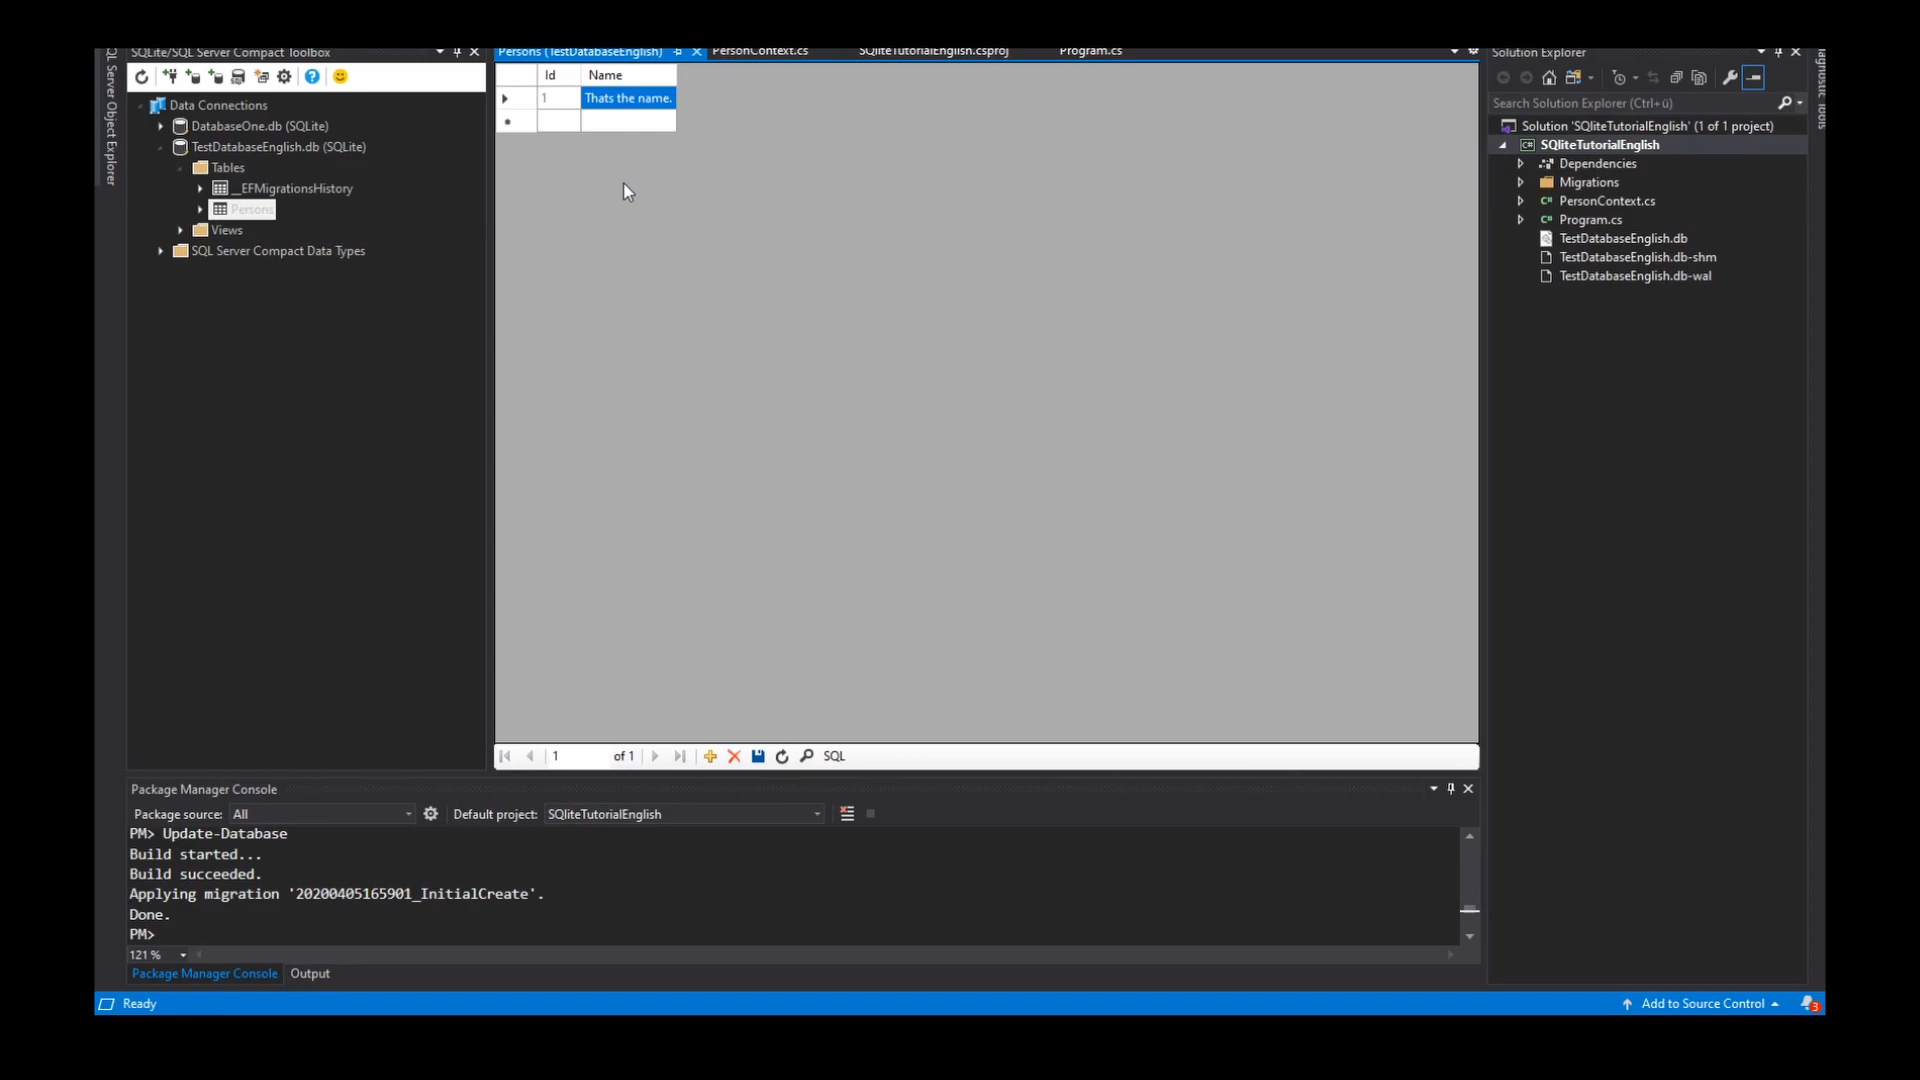 SQLite/SQL Server Compact Toolbox
Persons (TestDatabaseEnglish)
PersonContext.cs
SQliteTutorialEnglish.csproj
Program.cs
Solution Explorer
SQL Server Object Explorer
Id
Name
1
Thats the name.
Data Connections
DatabaseOne.db (SQLite)
TestDatabaseEnglish.db (SQLite)
Tables
__EFMigrationsHistory
Persons
Views
SQL Server Compact Data Types
Search Solution Explorer (Ctrl+ü)
Solution 'SQliteTutorialEnglish' (1 of 1 project)
C# SQliteTutorialEnglish
Dependencies
Migrations
C# PersonContext.cs
C# Program.cs
TestDatabaseEnglish.db
TestDatabaseEnglish.db-shm
TestDatabaseEnglish.db-wal
1 of 1 SQL
Package Manager Console
Package source: All
Default project: SQliteTutorialEnglish
PM> Update-Database
Build started...
Build succeeded.
Applying migration '20200405165901_InitialCreate'.
Done.
PM>
121 %
Package Manager Console
Output
Ready
Add to Source Control
3